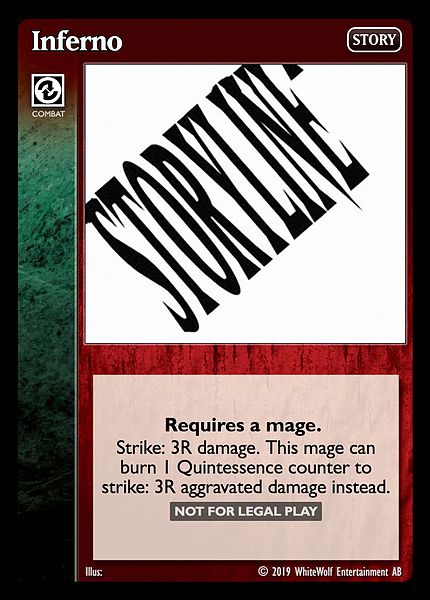 Inferno
STORY
COMBAT
STORYLINE
Requires a mage.
Strike: 3R damage. This mage can
burn 1 Quintessence counter to
strike: 3R aggravated damage instead.
NOT FOR LEGAL PLAY
Illus:
© 2019 WhiteWolf Entertainment AB